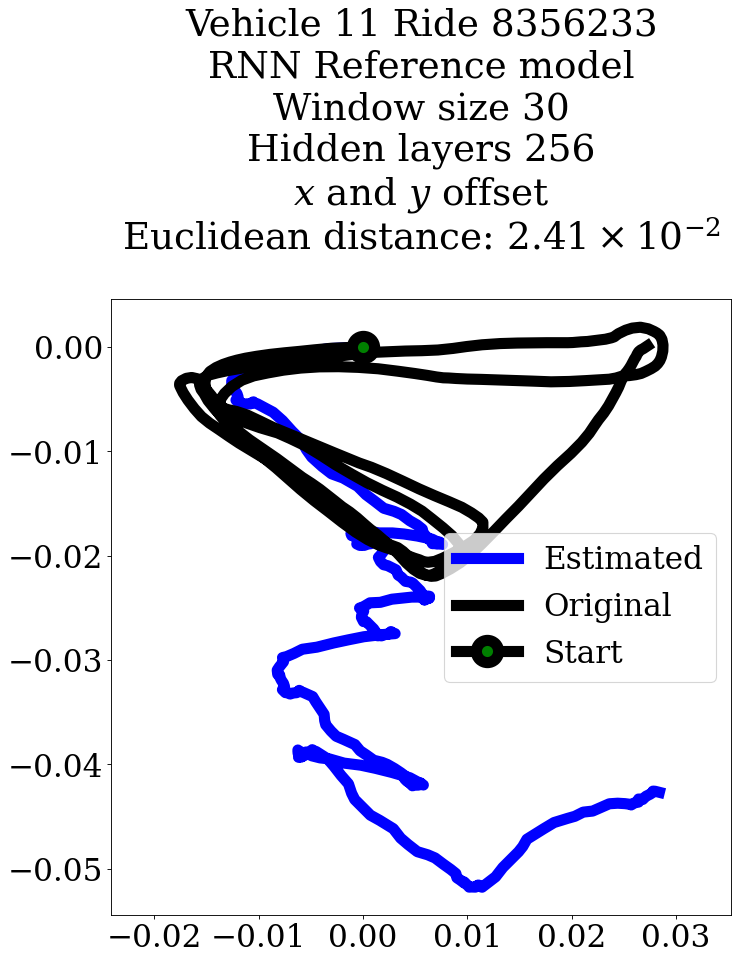 Vehicle 11 Ride 8356233
RNN Reference model
Window size 30
Hidden layers 256
x and y offset
Euclidean distance: 2.41 × 10⁻²
0.00
−0.01
−0.02
−0.03
−0.04
−0.05
Estimated
Original
Start
−0.02 −0.01 0.00 0.01 0.02 0.03